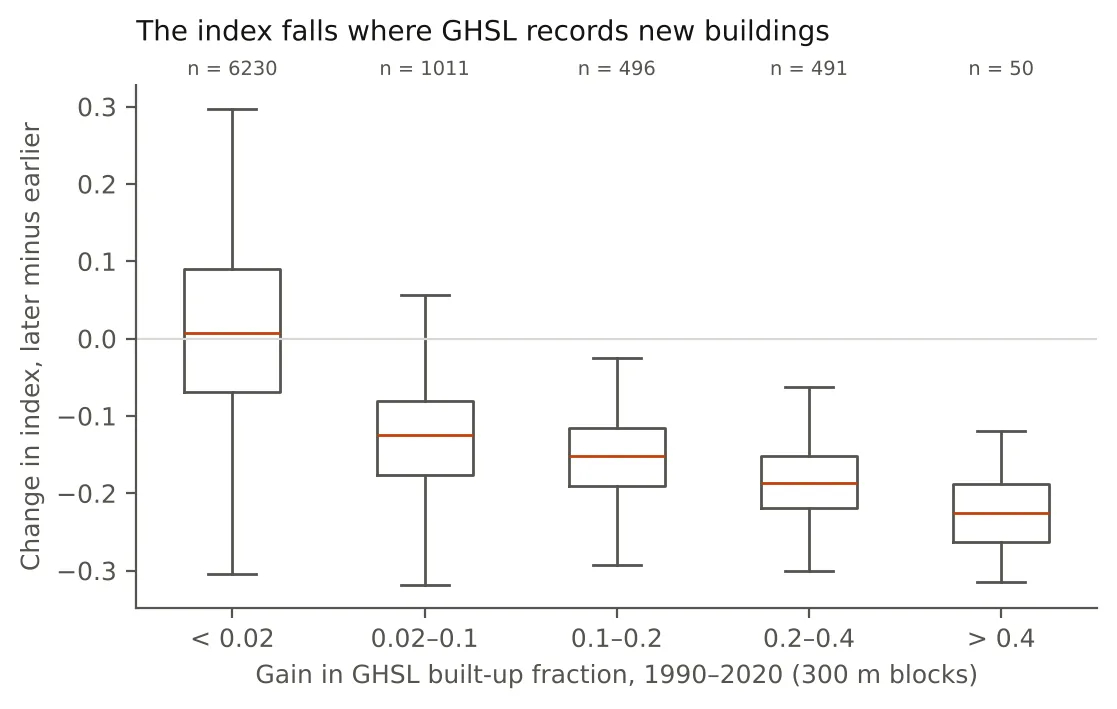 The index falls where GHSL records new buildings
n = 6230
n = 1011
n = 496
n = 491
n = 50
Change in index, later minus earlier
0.3
0.2
0.1
0.0
−0.1
−0.2
−0.3
< 0.02
0.02–0.1
0.1–0.2
0.2–0.4
> 0.4
Gain in GHSL built-up fraction, 1990–2020 (300 m blocks)